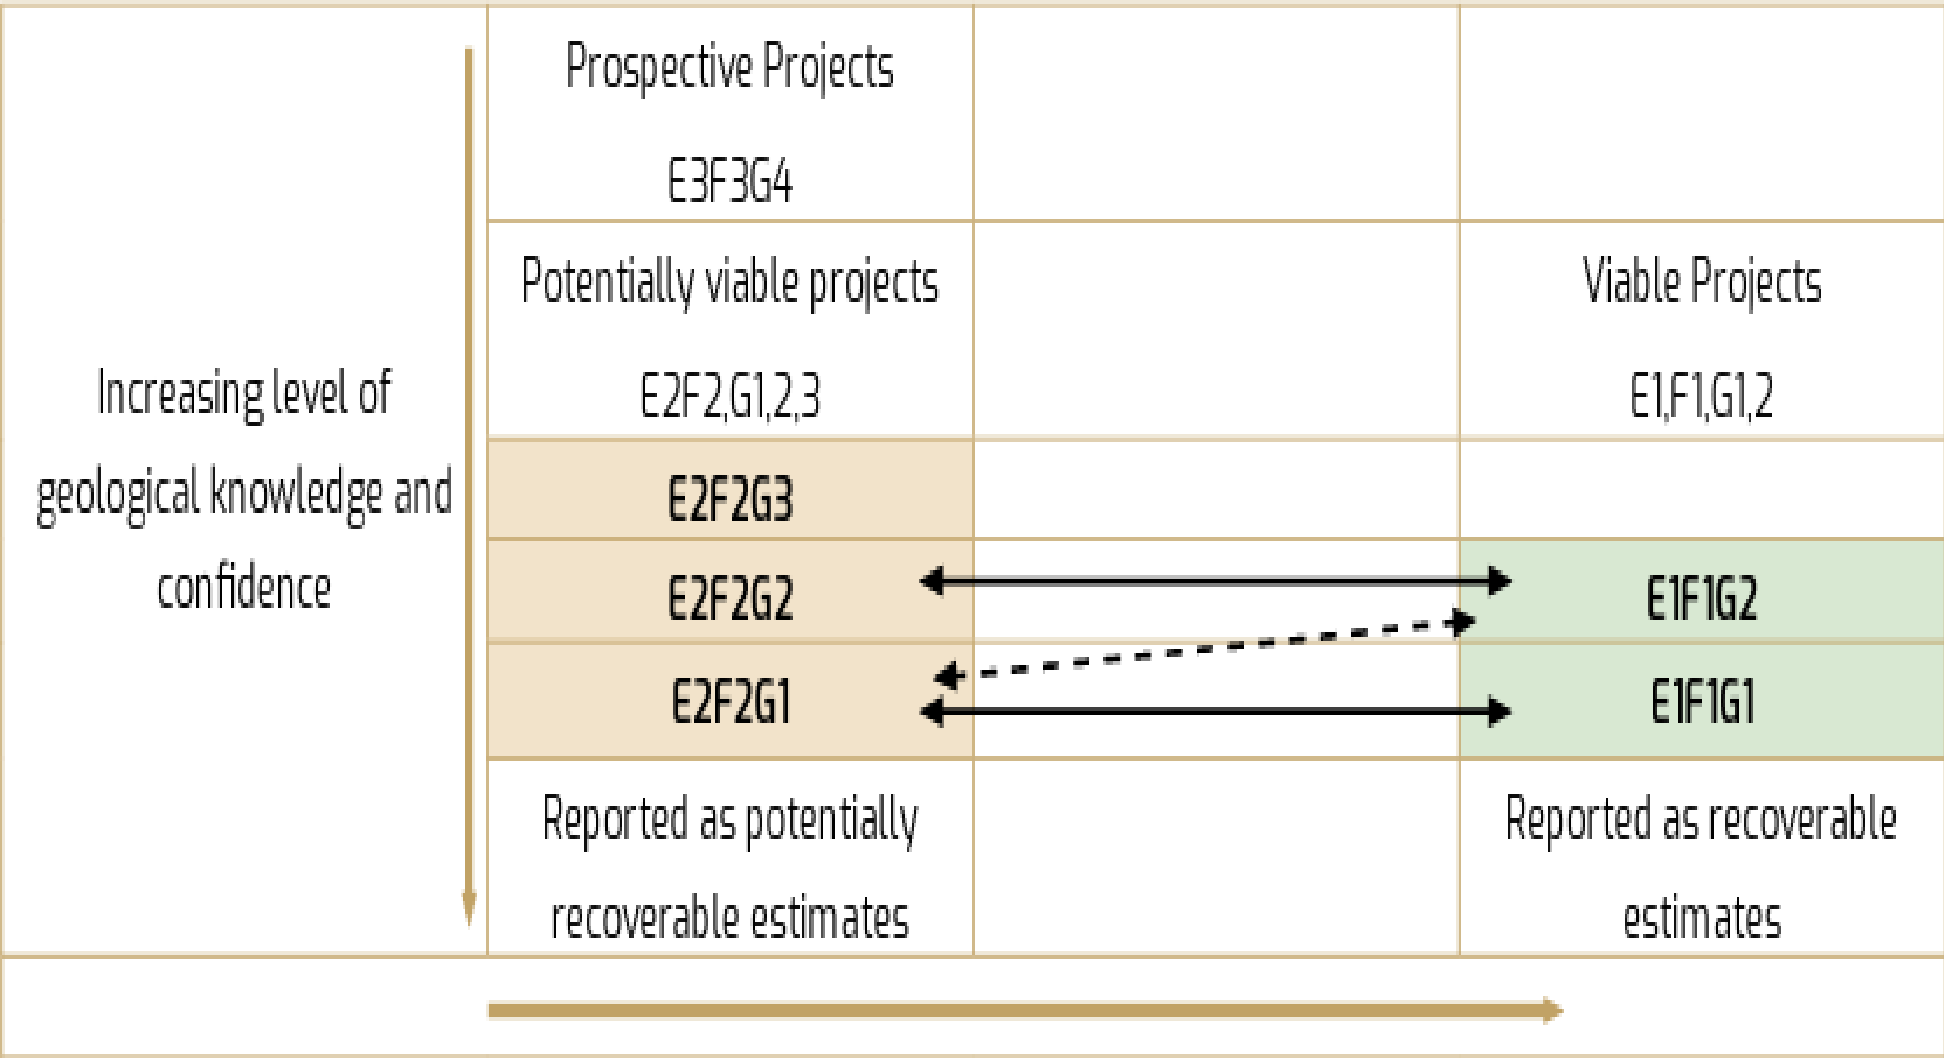 Increasing level of
geological knowledge and
confidence
Prospective Projects
E3F3G4
Potentially viable projects
E2F2,G1,2,3
Viable Projects
E1,F1,G1,2
E2F2G3
E2F2G2
E1F1G2
E2F2G1
E1F1G1
Reported as potentially
recoverable estimates
Reported as recoverable
estimates